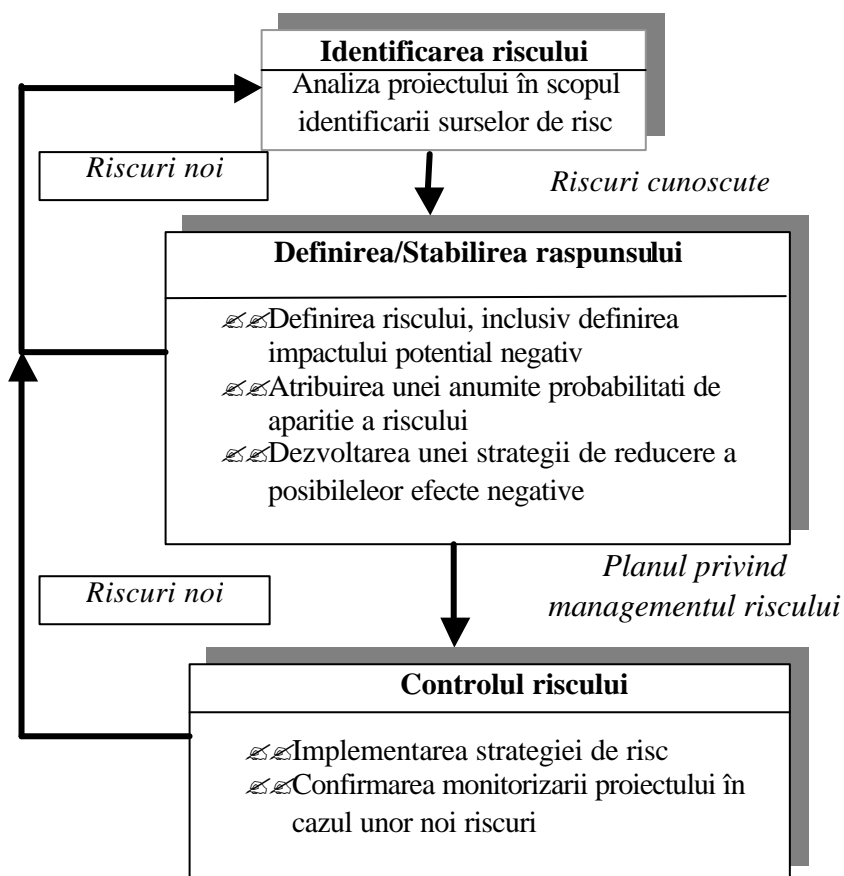 Identificarea riscului
Analiza proiectului în scopul
identificarii surselor de risc
Riscuri noi
Riscuri cunoscute
Definirea/Stabilirea raspunsului
Definirea riscului, inclusiv definirea
impactului potential negativ
Atribuirea unei anumite probabilitati de
aparitie a riscului
Dezvoltarea unei strategii de reducere a
posibileleor efecte negative
Planul privind
managementul riscului
Riscuri noi
Controlul riscului
Implementarea strategiei de risc
Confirmarea monitorizarii proiectului în
cazul unor noi riscuri